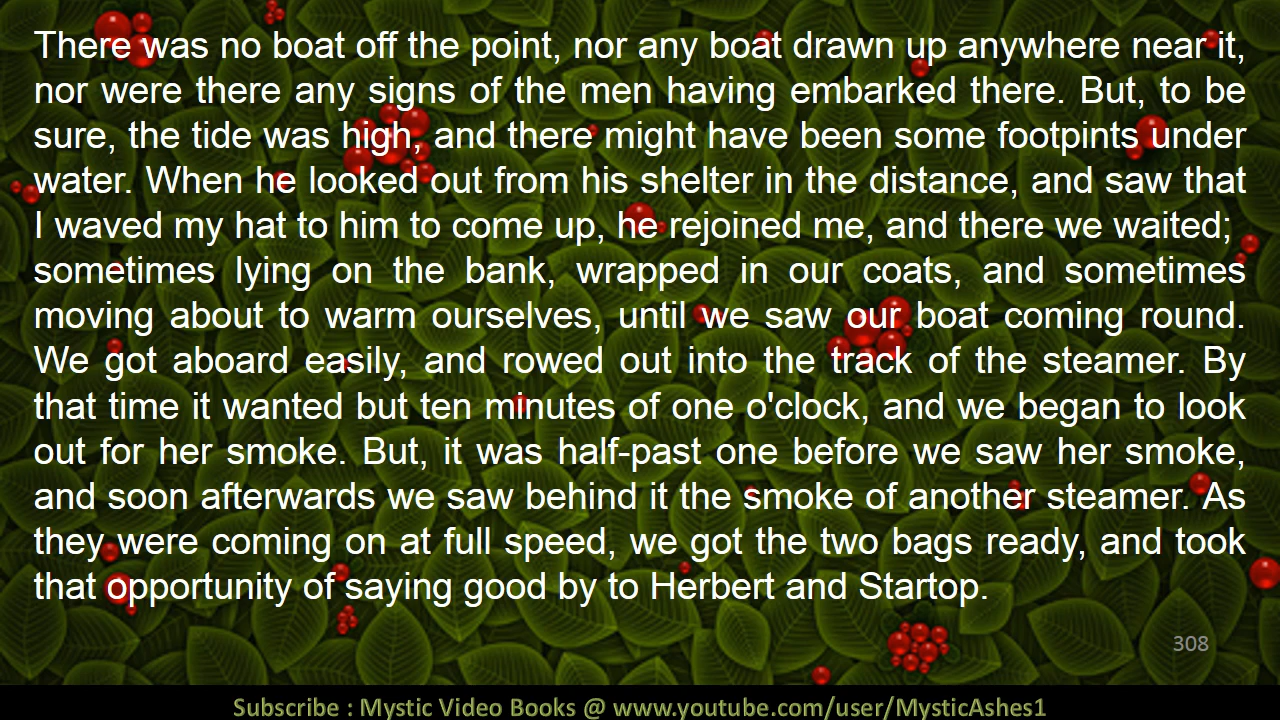 There was no boat off the point, nor any boat drawn up anywhere near it,
nor were there any signs of the men having embarked there. But, to be
sure, the tide was high, and there might have been some footpints under
water. When he looked out from his shelter in the distance, and saw that
I waved my hat to him to come up, he rejoined me, and there we waited;
sometimes lying on the bank, wrapped in our coats, and sometimes
moving about to warm ourselves, until we saw our boat coming round.
We got aboard easily, and rowed out into the track of the steamer. By
that time it wanted but ten minutes of one o'clock, and we began to look
out for her smoke. But, it was half-past one before we saw her smoke,
and soon afterwards we saw behind it the smoke of another steamer. As
they were coming on at full speed, we got the two bags ready, and took
that opportunity of saying good by to Herbert and Startop.
308
Subscribe : Mystic Video Books @ www.youtube.com/user/MysticAshes1